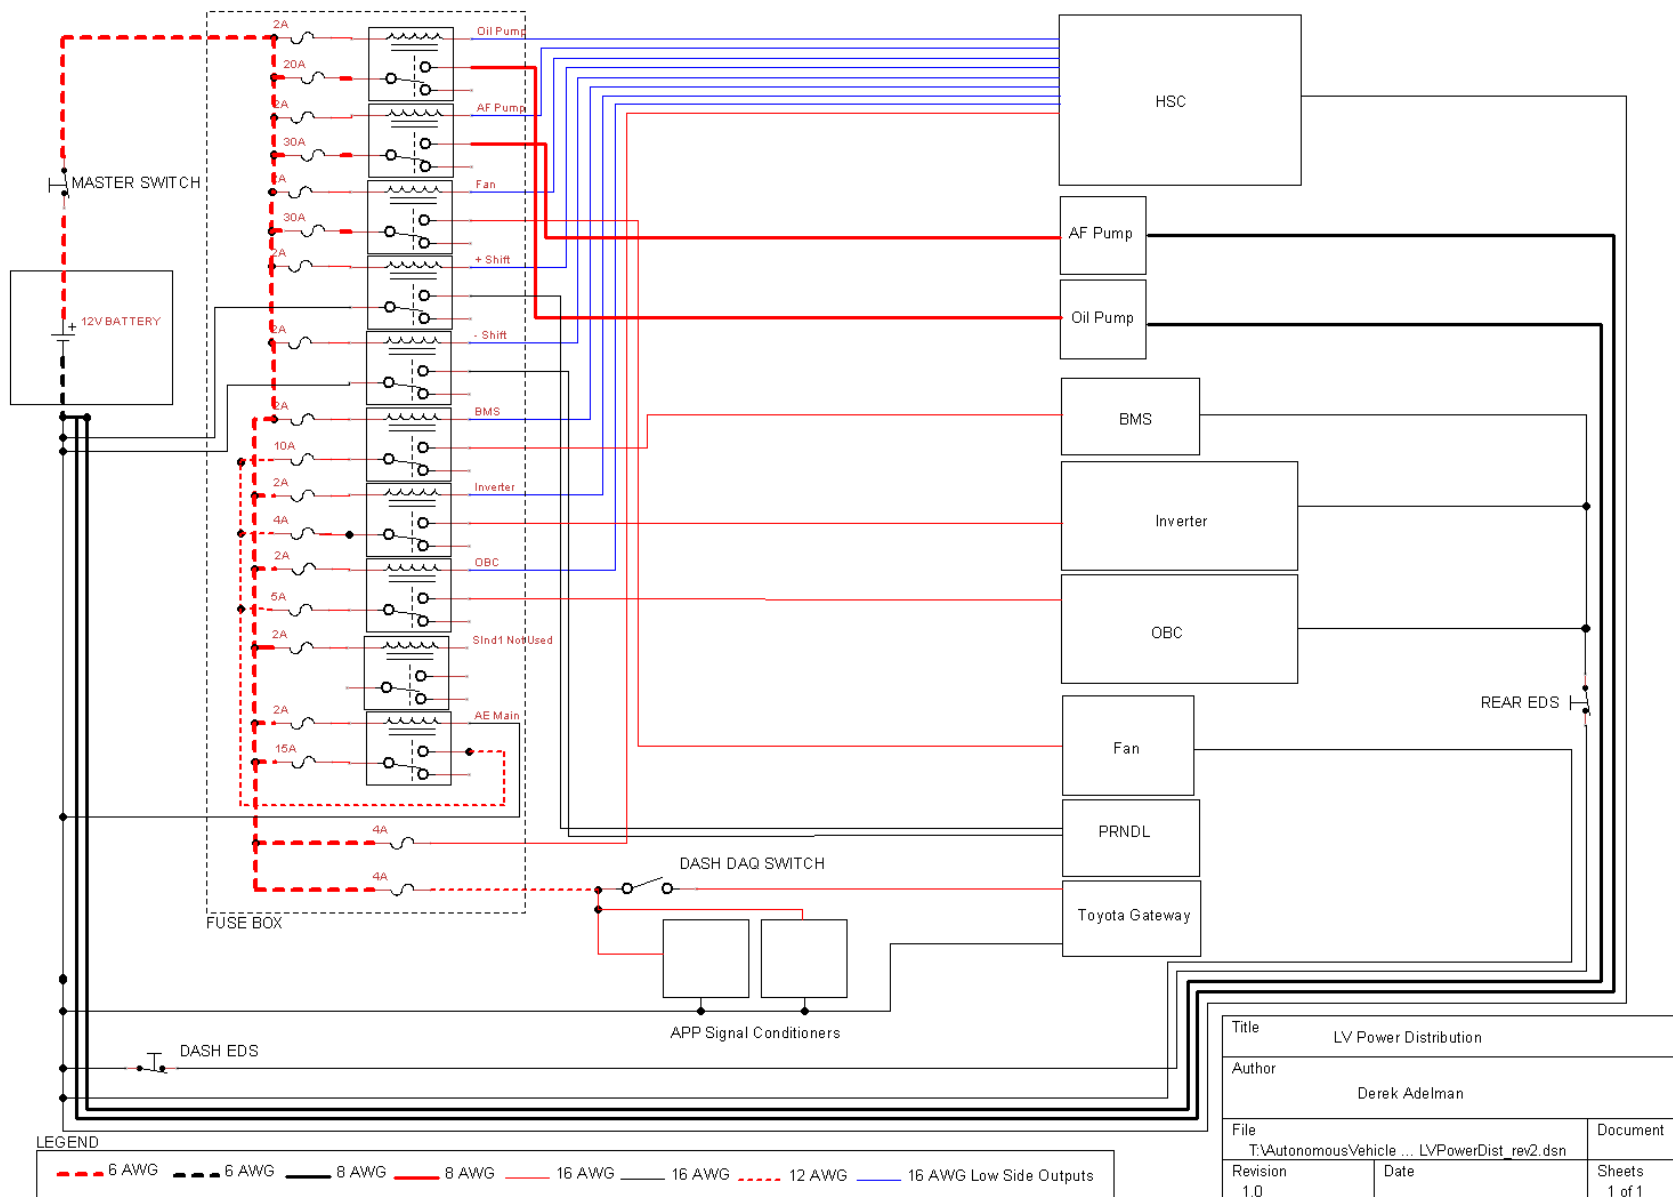 2A
Oil Pump
20A
2A
AF Pump
30A
2A
Fan
30A
2A
+ Shift
2A
- Shift
2A
BMS
10A
2A
Inverter
4A
2A
OBC
5A
2A
SInd1 Not Used
2A
AE Main
15A
4A
4A
FUSE BOX
MASTER SWITCH
12V BATTERY
+
HSC
AF Pump
Oil Pump
BMS
Inverter
OBC
REAR EDS
Fan
PRNDL
DASH DAQ SWITCH
Toyota Gateway
APP Signal Conditioners
DASH EDS
LEGEND
6 AWG 6 AWG 8 AWG 8 AWG 16 AWG 16 AWG 12 AWG 16 AWG Low Side Outputs
Title
LV Power Distribution
Author
Derek Adelman
File
T:\AutonomousVehicle ... LVPowerDist_rev2.dsn
Document
Revision
1.0
Date
Sheets
1 of 1